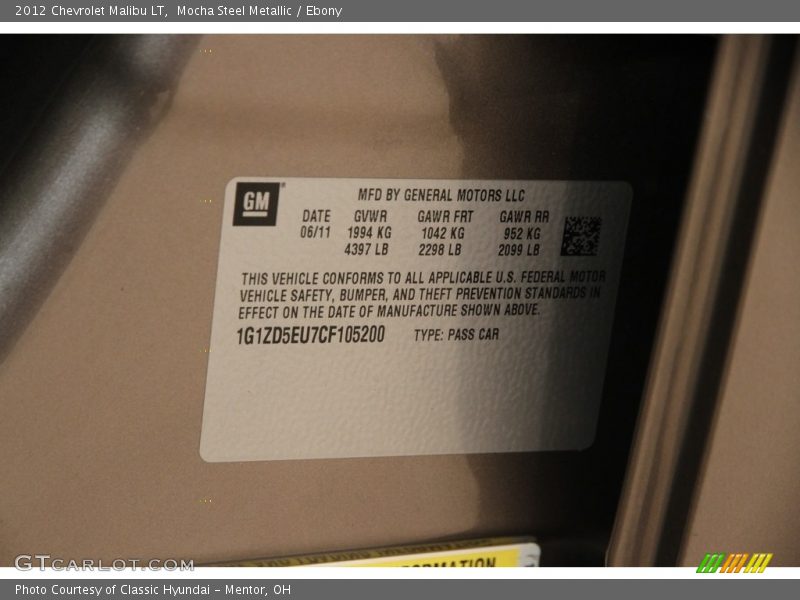 2012 Chevrolet Malibu LT, Mocha Steel Metallic / Ebony
GM
MFD BY GENERAL MOTORS LLC
DATE GVWR GAWR FRT GAWR RR
06/11 1994 KG 1042 KG 952 KG
4397 LB 2298 LB 2099 LB
THIS VEHICLE CONFORMS TO ALL APPLICABLE U.S. FEDERAL MOTOR
VEHICLE SAFETY, BUMPER, AND THEFT PREVENTION STANDARDS IN
EFFECT ON THE DATE OF MANUFACTURE SHOWN ABOVE.
1G1ZD5EU7CF105200 TYPE: PASS CAR
GTCARLOT.COM
Photo Courtesy of Classic Hyundai - Mentor, OH